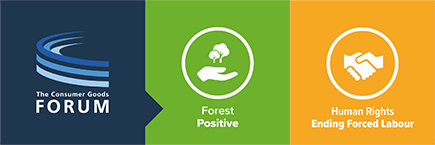 The Consumer Goods
FORUM
Forest
Positive
Human Rights
Ending Forced Labour